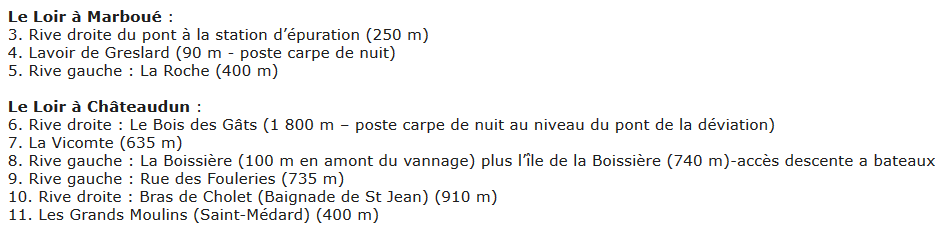 Le Loir à Marboué :
3. Rive droite du pont à la station d’épuration (250 m)
4. Lavoir de Greslard (90 m - poste carpe de nuit)
5. Rive gauche : La Roche (400 m)
Le Loir à Châteaudun :
6. Rive droite : Le Bois des Gâts (1 800 m – poste carpe de nuit au niveau du pont de la déviation)
7. La Vicomte (635 m)
8. Rive gauche : La Boissière (100 m en amont du vannage) plus l’île de la Boissière (740 m)-accès descente a bateaux
9. Rive gauche : Rue des Fouleries (735 m)
10. Rive droite : Bras de Cholet (Baignade de St Jean) (910 m)
11. Les Grands Moulins (Saint-Médard) (400 m)